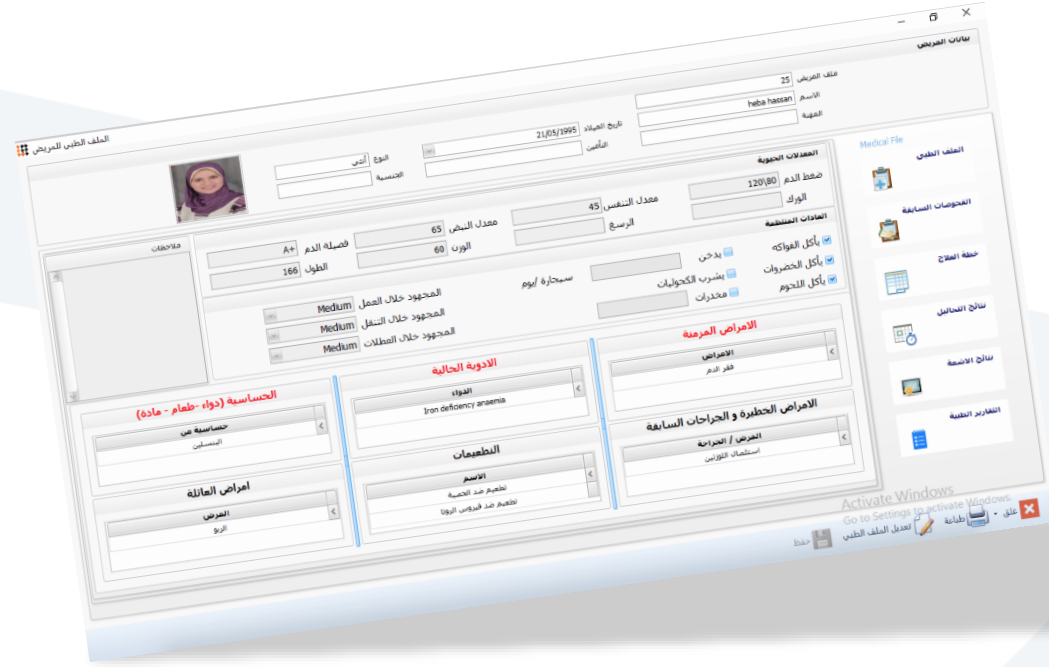 الملف الطبي للمريض
بيانات المريض
ملف المريض 25
الاسم heba hassan
المهنة
تاريخ الميلاد 21/05/1995
التأمين
النوع أنثى
الجنسية
Medical File
الملف الطبي
الفحوصات السابقة
خطة العلاج
نتائج التحاليل
نتائج الاشعة
التقارير الطبية
المعدلات الحيوية
ضغط الدم 120\80
معدل التنفس 45
معدل النبض 65
فصيلة الدم A+
الورك
الرسغ
الوزن 60
الطول 166
ملاحظات
العادات المنتظمة
يأكل الفواكه
يأكل الخضروات
يأكل اللحوم
يدخن
يشرب الكحوليات
مخدرات
سيجارة /يوم
المجهود خلال العمل Medium
المجهود خلال التنقل Medium
المجهود خلال العطلات Medium
الامراض المزمنة
الامراض
فقر الدم
الادوية الحالية
الدواء
Iron deficiency anaemia
الحساسية (دواء -طعام - مادة)
حساسية من
البنسلين
الامراض الخطيرة و الجراحات السابقة
المرض / الجراحة
استئصال اللوزتين
التطعيمات
الاسم
تطعيم ضد الحصبة
تطعيم ضد فيروس الروتا
امراض العائلة
المرض
الربو
Activate Windows
Go to Settings to activate Windows.
غلق
طباعة
تعديل الملف الطبي
حفظ